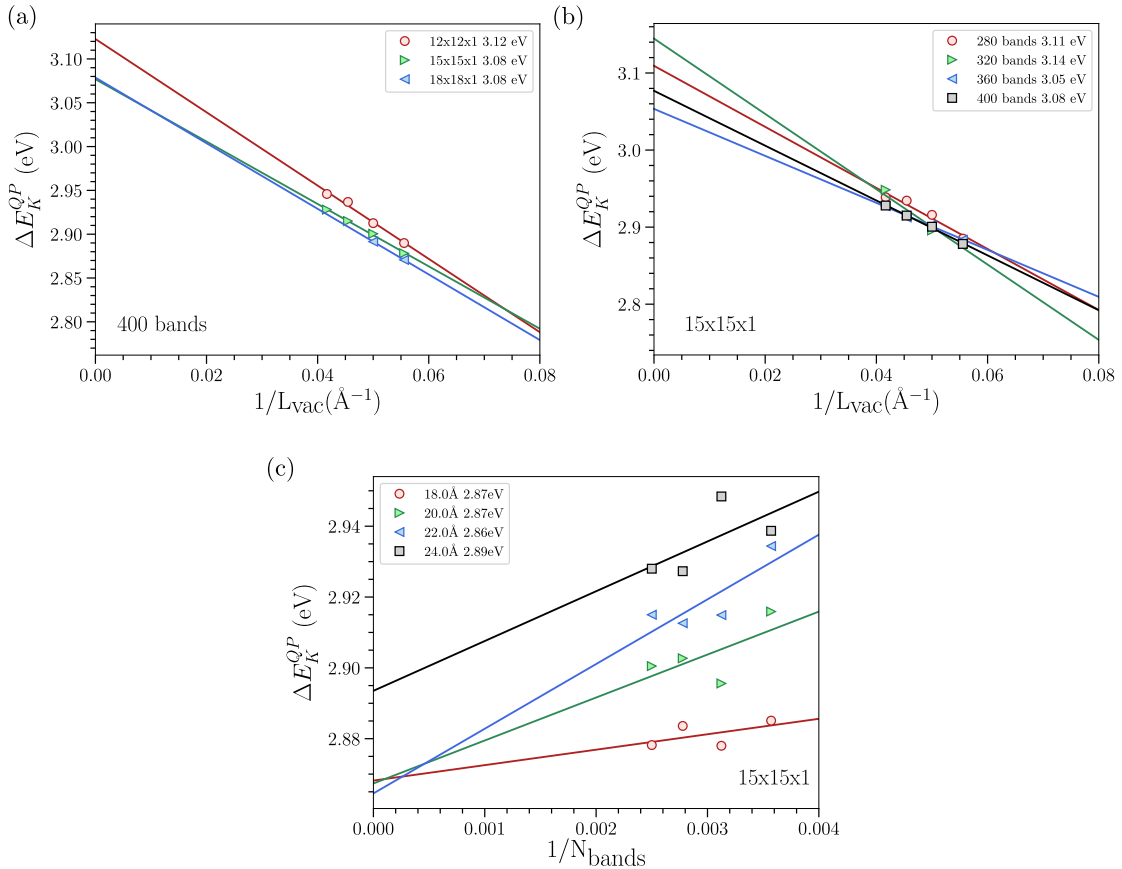 (a)
ΔE_K^{QP} (eV)
3.10
3.05
3.00
2.95
2.90
2.85
2.80
12x12x1 3.12 eV
15x15x1 3.08 eV
18x18x1 3.08 eV
400 bands
0.00 0.02 0.04 0.06 0.08
1/L_vac(Å⁻¹)
(b)
ΔE_K^{QP} (eV)
3.1
3.0
2.9
2.8
280 bands 3.11 eV
320 bands 3.14 eV
360 bands 3.05 eV
400 bands 3.08 eV
15x15x1
0.00 0.02 0.04 0.06 0.08
1/L_vac(Å⁻¹)
(c)
ΔE_K^{QP} (eV)
2.94
2.92
2.90
2.88
18.0Å 2.87eV
20.0Å 2.87eV
22.0Å 2.86eV
24.0Å 2.89eV
15x15x1
0.000 0.001 0.002 0.003 0.004
1/N_bands